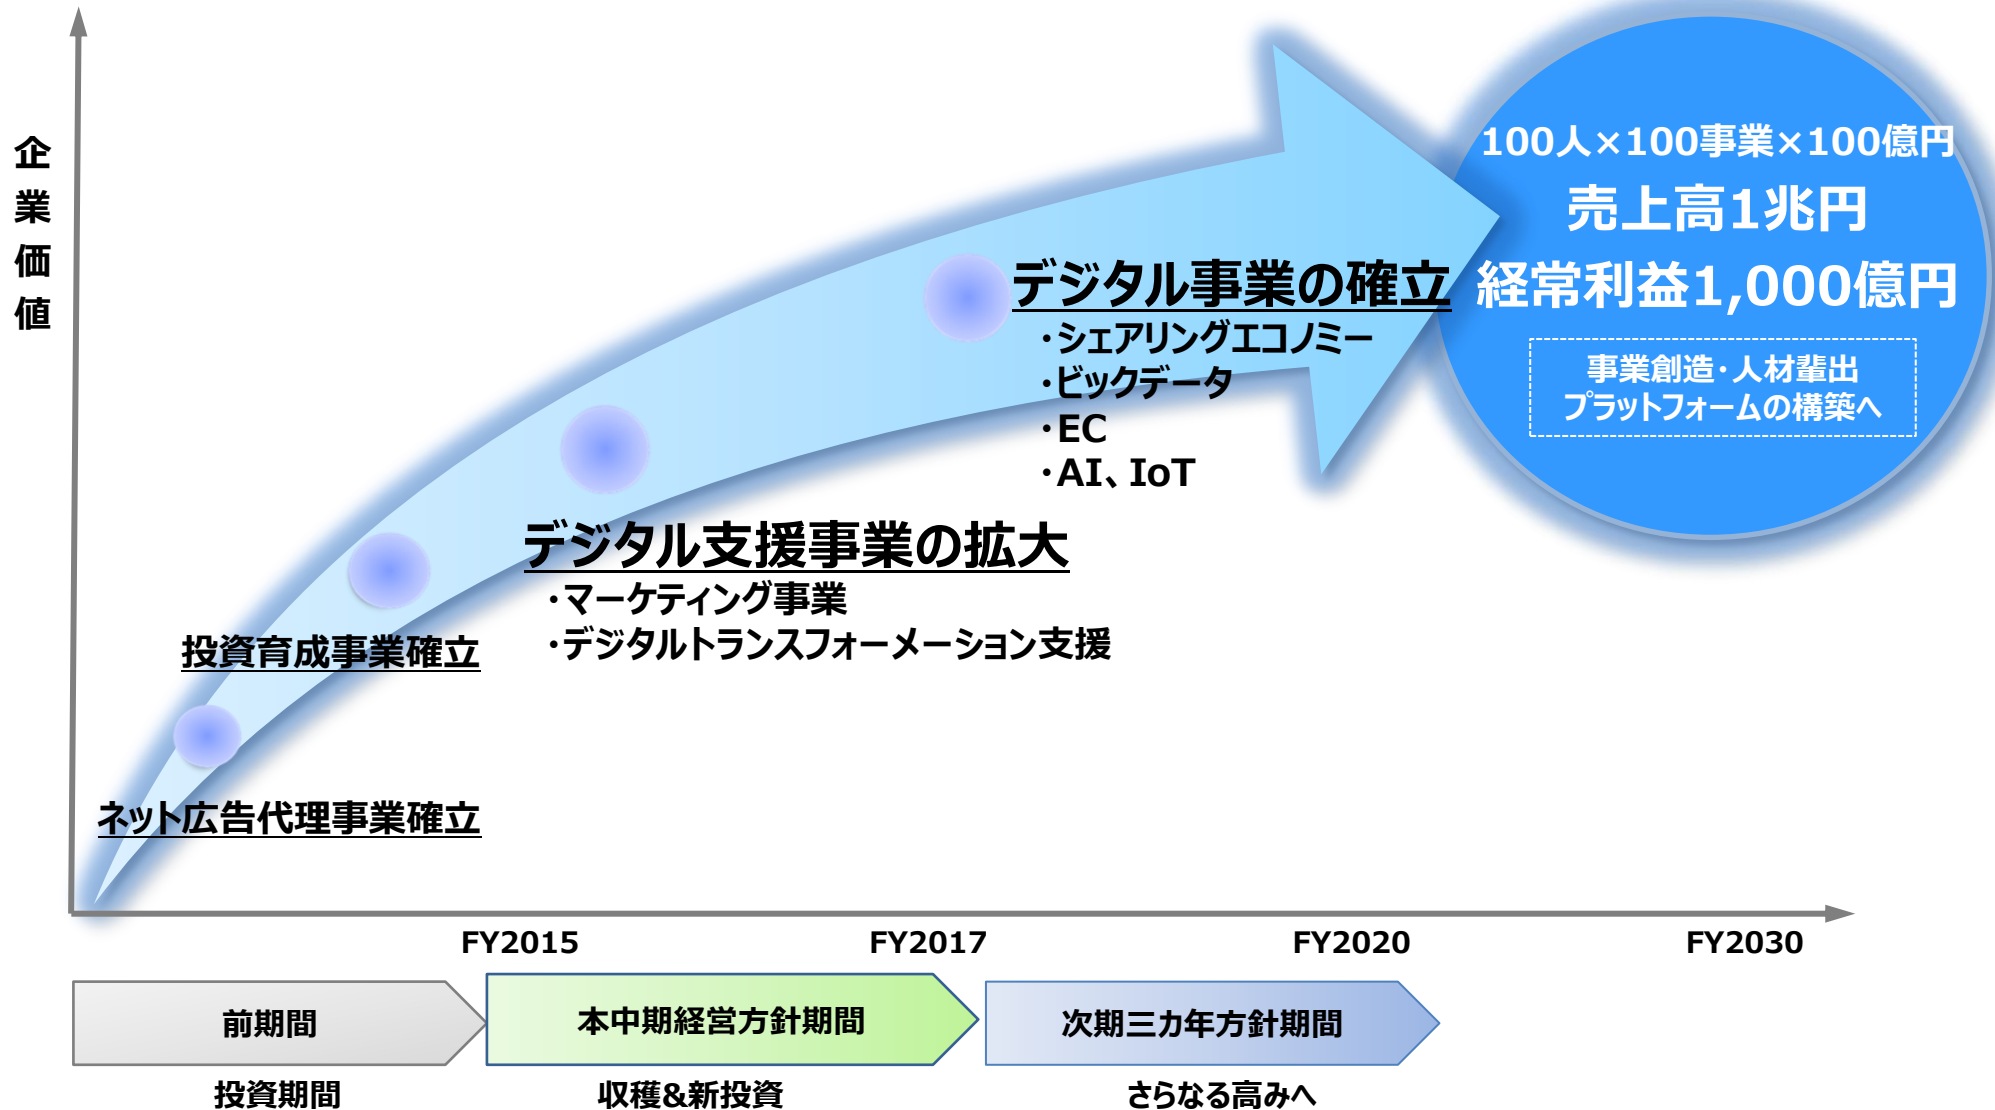 企業価値
100人×100事業×100億円
売上高1兆円
経常利益1,000億円
事業創造・人材輩出
プラットフォームの構築へ
デジタル事業の確立
・シェアリングエコノミー
・ビックデータ
・EC
・AI、IoT
デジタル支援事業の拡大
・マーケティング事業
・デジタルトランスフォーメーション支援
投資育成事業確立
ネット広告代理事業確立
FY2015 FY2017 FY2020 FY2030
前期間 本中期経営方針期間 次期三カ年方針期間
投資期間 収穫&新投資 さらなる高みへ